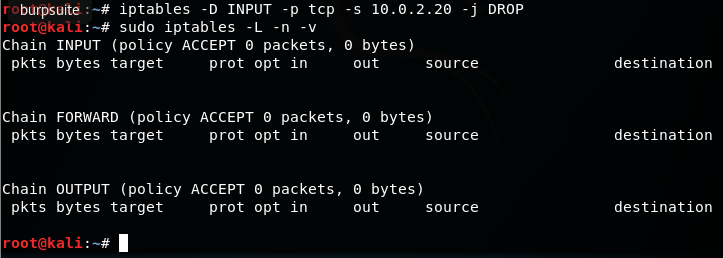 burpsuite :~# iptables -D INPUT -p tcp -s 10.0.2.20 -j DROP
root@kali:~# sudo iptables -L -n -v
Chain INPUT (policy ACCEPT 0 packets, 0 bytes)
 pkts bytes target     prot opt in     out     source               destination

Chain FORWARD (policy ACCEPT 0 packets, 0 bytes)
 pkts bytes target     prot opt in     out     source               destination

Chain OUTPUT (policy ACCEPT 0 packets, 0 bytes)
 pkts bytes target     prot opt in     out     source               destination
root@kali:~#